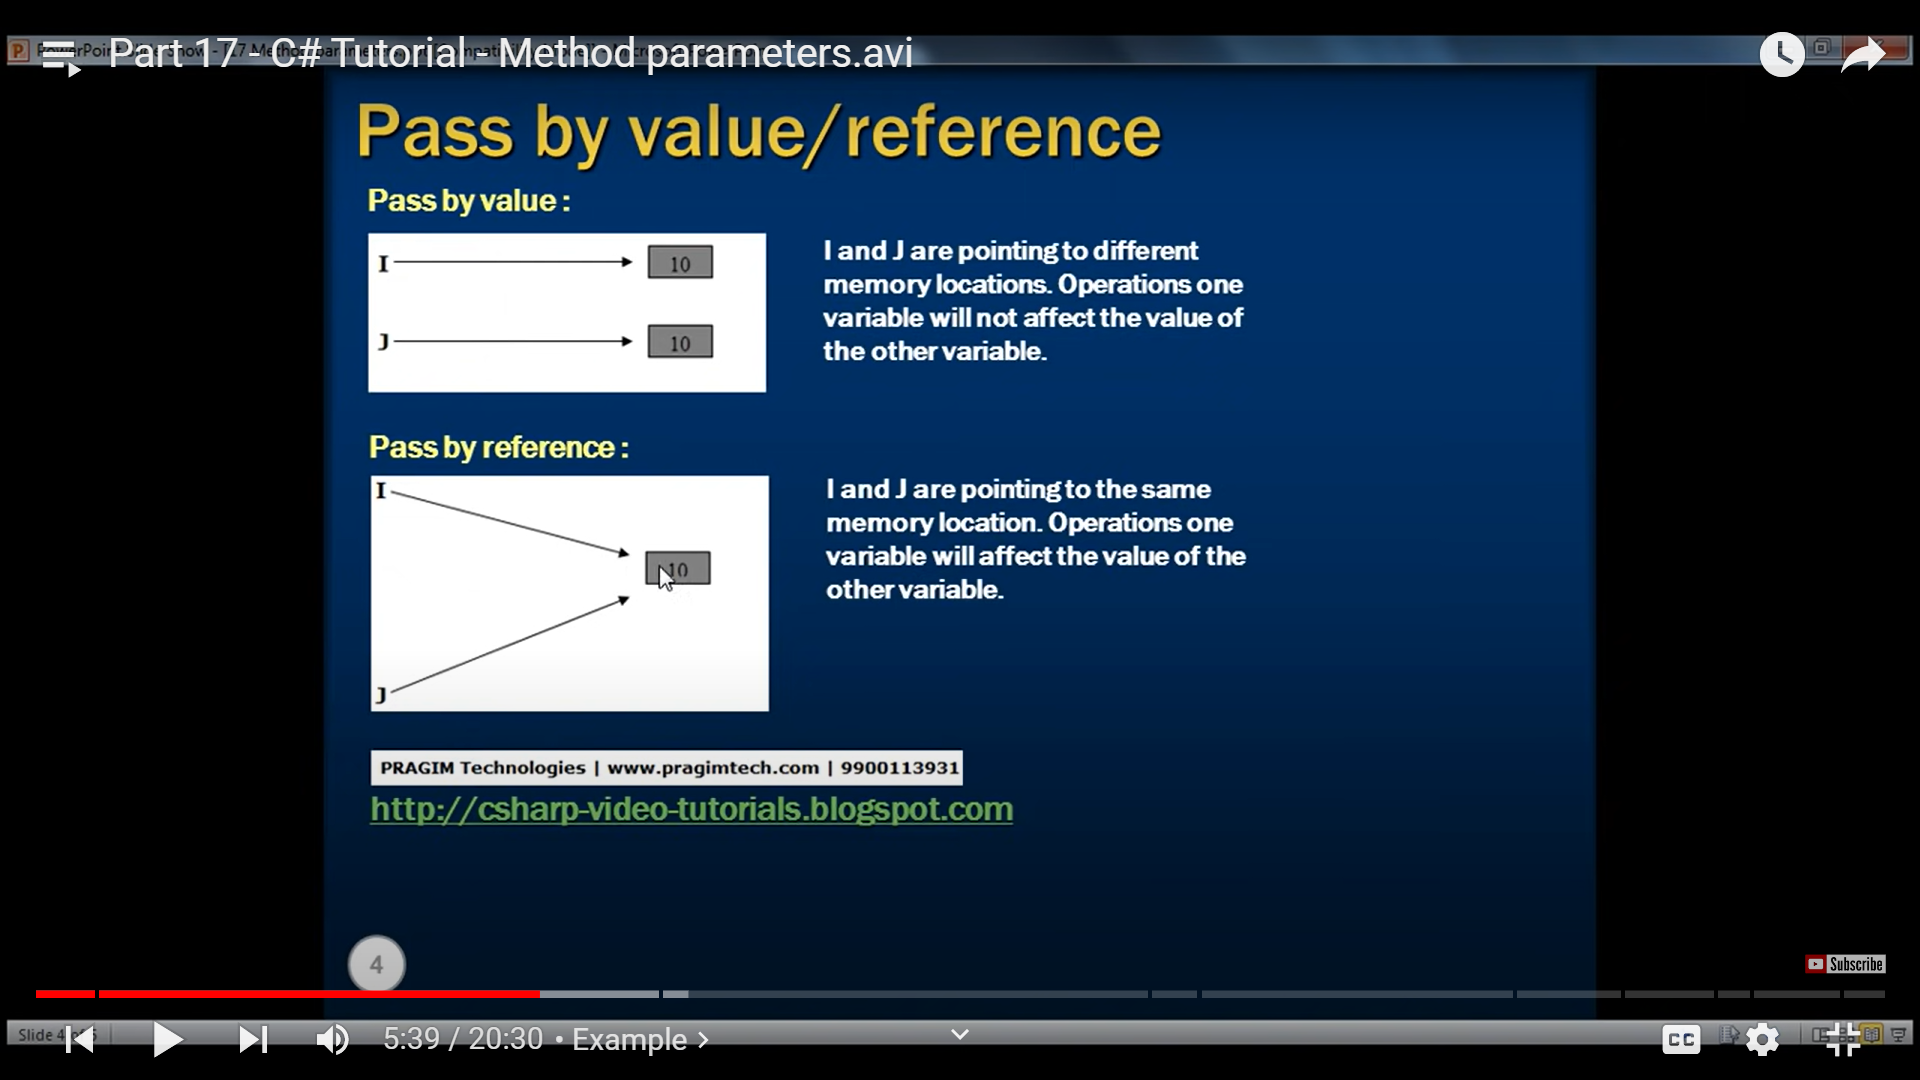 Part 17 - C# Tutorial - Method parameters.avi
Pass by value/reference
Pass by value :
I
10
J
10
I and J are pointing to different
memory locations. Operations one
variable will not affect the value of
the other variable.
Pass by reference :
I
10
J
I and J are pointing to the same
memory location. Operations one
variable will affect the value of the
other variable.
PRAGIM Technologies | www.pragimtech.com | 9900113931
http://csharp-video-tutorials.blogspot.com
4
Subscribe
Slide 4
5:39 / 20:30 • Example
CC